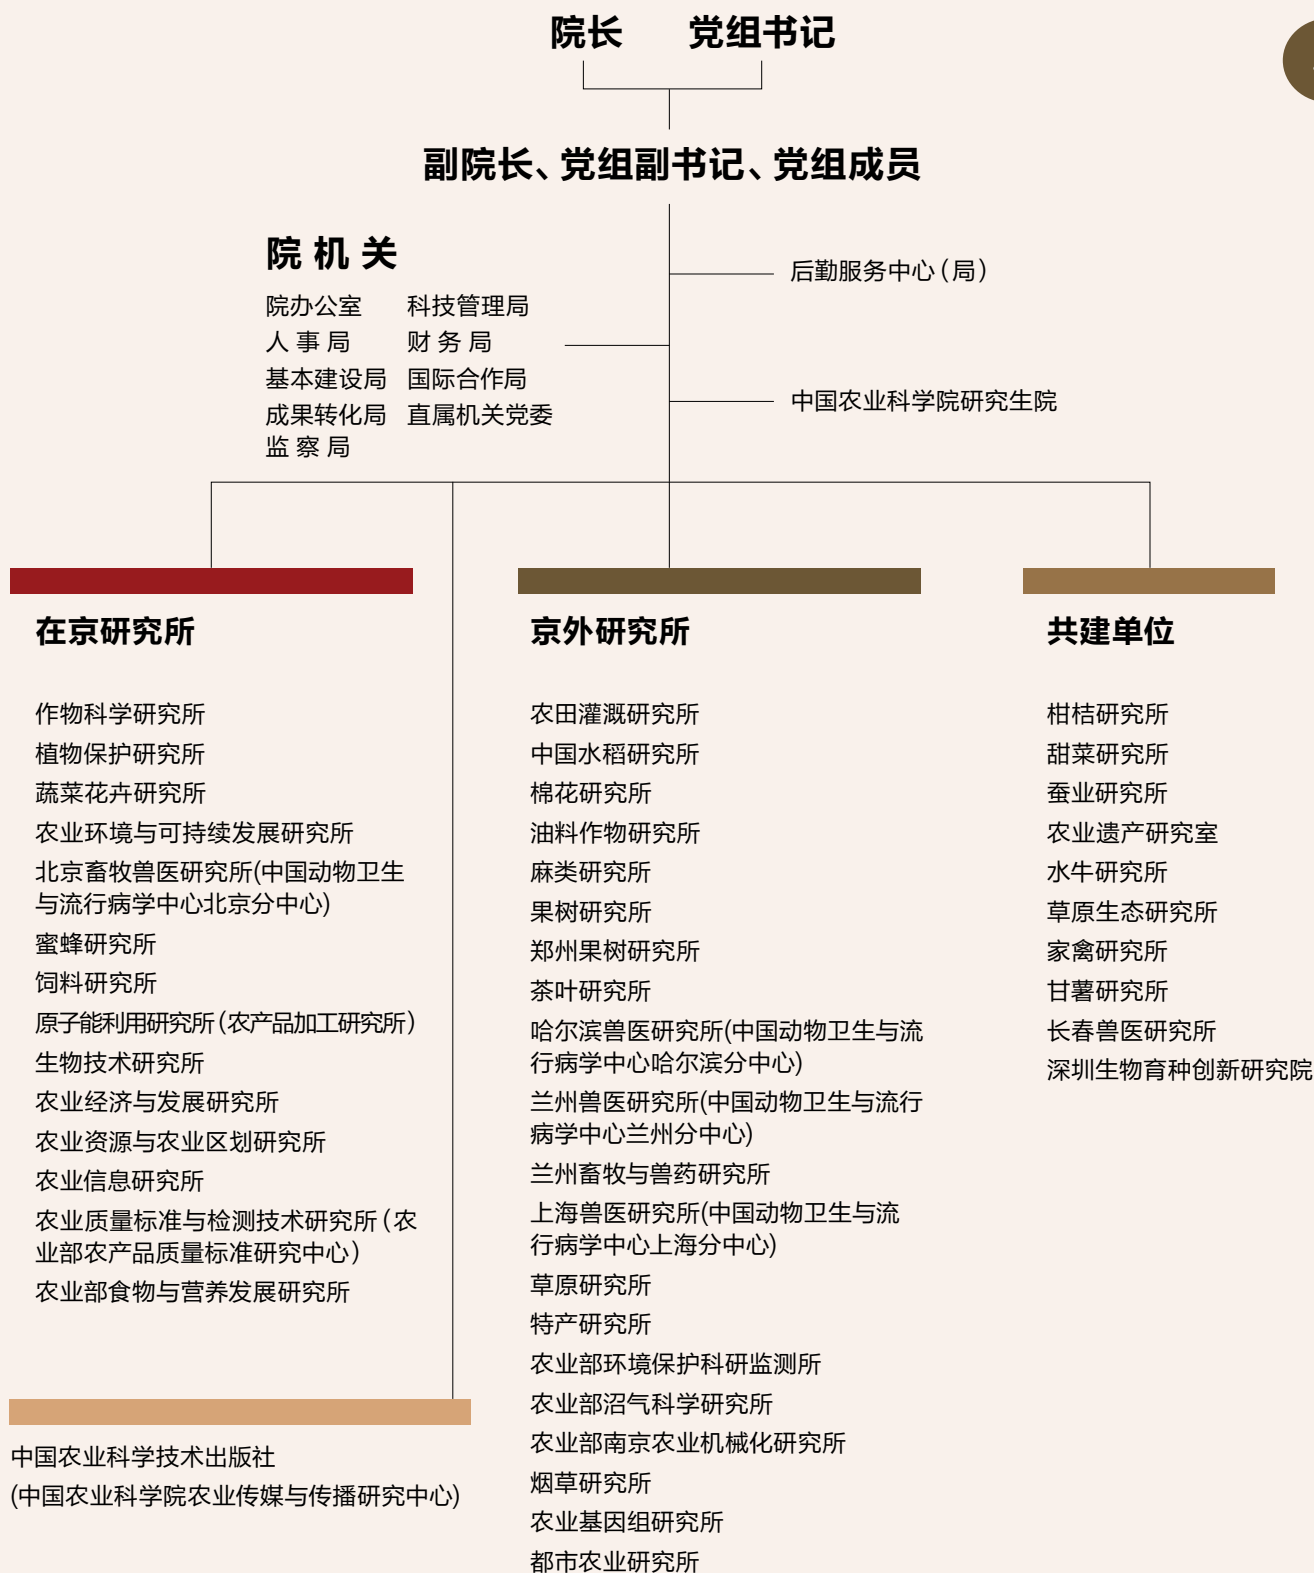 院长 党组书记
副院长、党组副书记、党组成员
院 机 关
院办公室 科技管理局
人 事 局 财 务 局
基本建设局 国际合作局
成果转化局 直属机关党委
监 察 局
后勤服务中心（局）
中国农业科学院研究生院
在京研究所
作物科学研究所
植物保护研究所
蔬菜花卉研究所
农业环境与可持续发展研究所
北京畜牧兽医研究所(中国动物卫生
与流行病学中心北京分中心)
蜜蜂研究所
饲料研究所
原子能利用研究所（农产品加工研究所）
生物技术研究所
农业经济与发展研究所
农业资源与农业区划研究所
农业信息研究所
农业质量标准与检测技术研究所（农
业部农产品质量标准研究中心）
农业部食物与营养发展研究所
中国农业科学技术出版社
(中国农业科学院农业传媒与传播研究中心)
京外研究所
农田灌溉研究所
中国水稻研究所
棉花研究所
油料作物研究所
麻类研究所
果树研究所
郑州果树研究所
茶叶研究所
哈尔滨兽医研究所(中国动物卫生与流
行病学中心哈尔滨分中心)
兰州兽医研究所(中国动物卫生与流行
病学中心兰州分中心)
兰州畜牧与兽药研究所
上海兽医研究所(中国动物卫生与流
行病学中心上海分中心)
草原研究所
特产研究所
农业部环境保护科研监测所
农业部沼气科学研究所
农业部南京农业机械化研究所
烟草研究所
农业基因组研究所
都市农业研究所
共建单位
柑桔研究所
甜菜研究所
蚕业研究所
农业遗产研究室
水牛研究所
草原生态研究所
家禽研究所
甘薯研究所
长春兽医研究所
深圳生物育种创新研究院